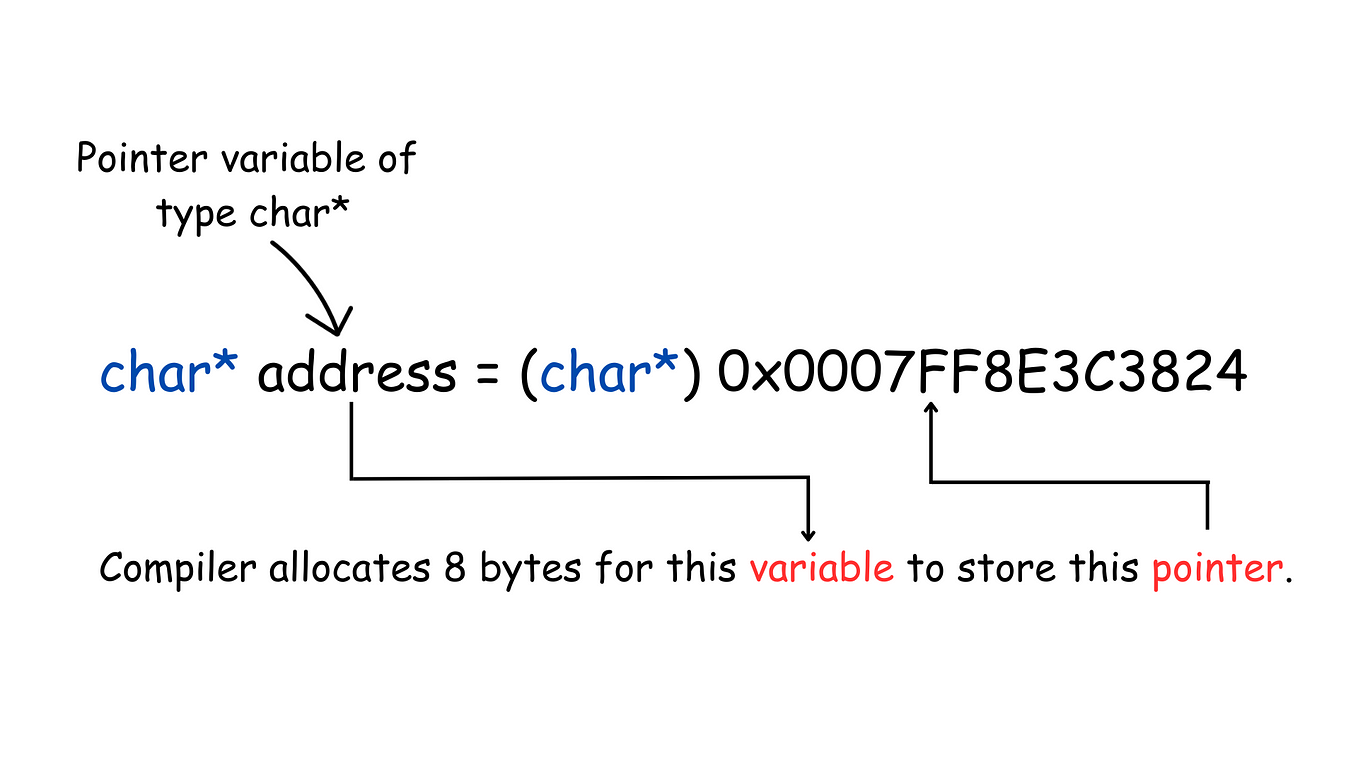 Pointer variable of
type char*
char* address = (char*) 0x0007FF8E3C3824
Compiler allocates 8 bytes for this variable to store this pointer.